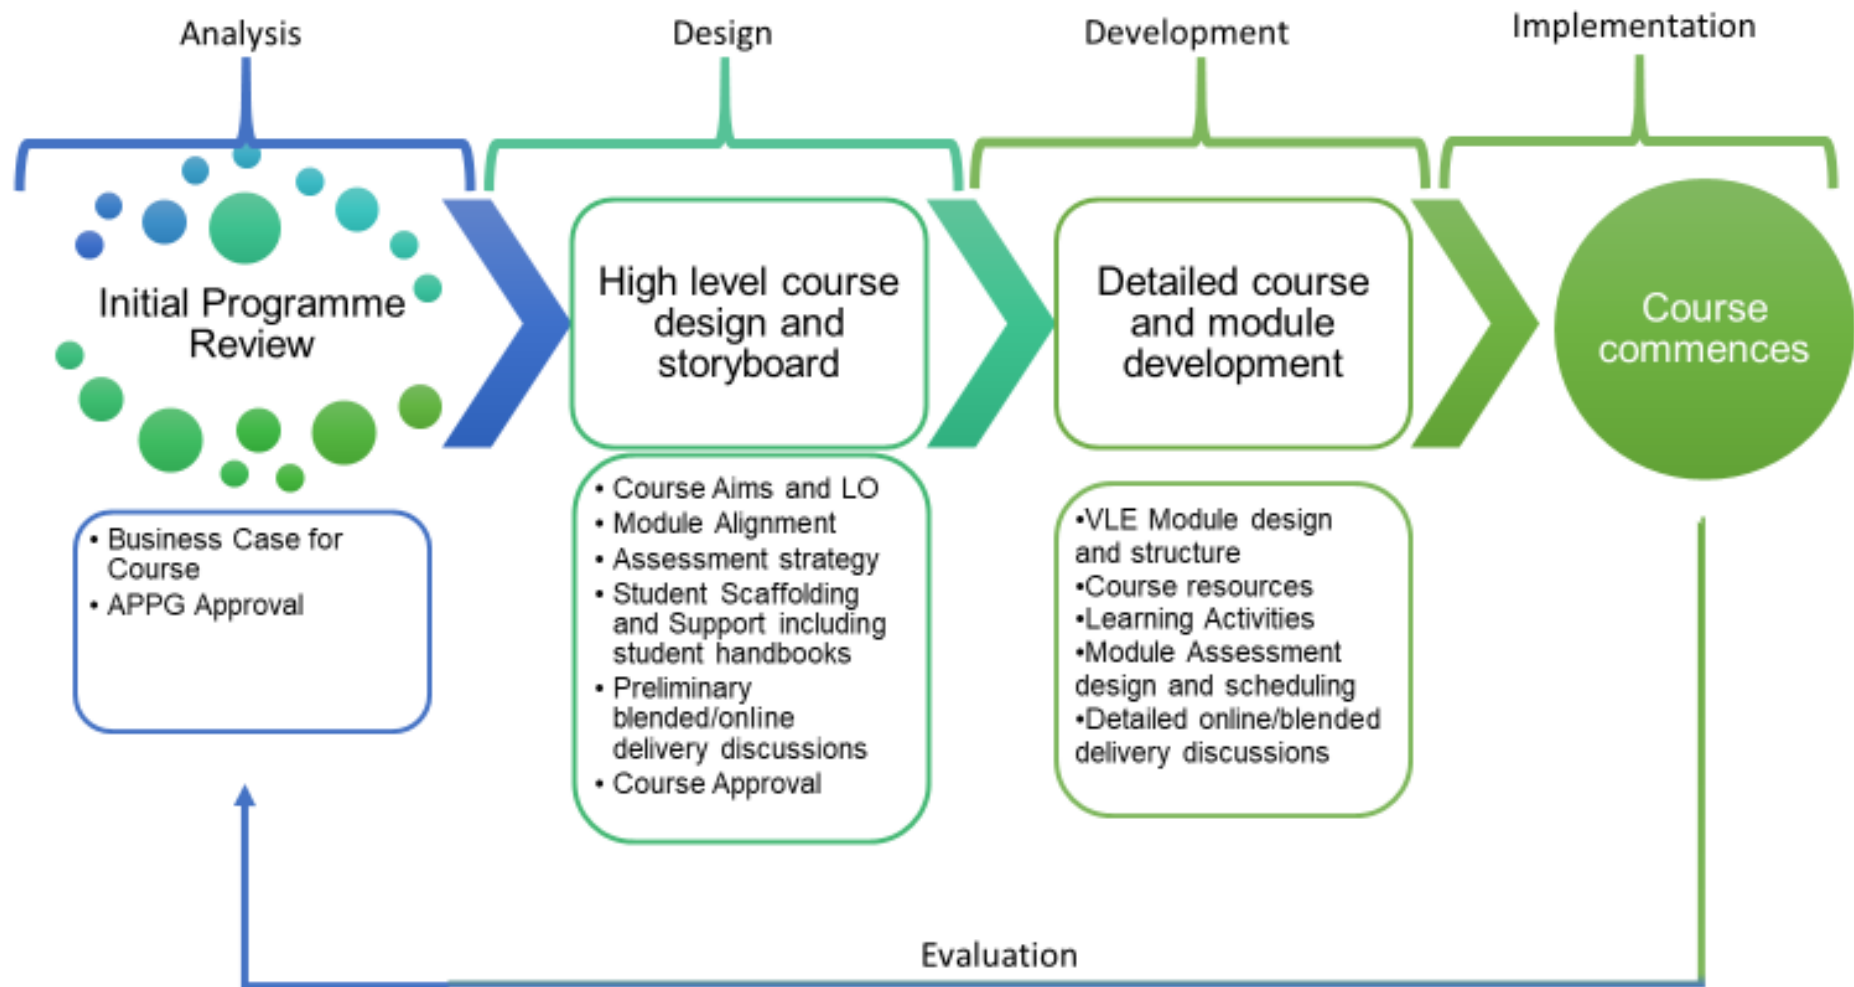 Analysis
Design
Development
Implementation
Initial Programme
Review
High level course
design and
storyboard
Detailed course
and module
development
Course
commences
• Business Case for
Course
• APPG Approval
• Course Aims and LO
• Module Alignment
• Assessment strategy
• Student Scaffolding
and Support including
student handbooks
• Preliminary
blended/online
delivery discussions
• Course Approval
•VLE Module design
and structure
•Course resources
•Learning Activities
•Module Assessment
design and scheduling
•Detailed online/blended
delivery discussions
Evaluation